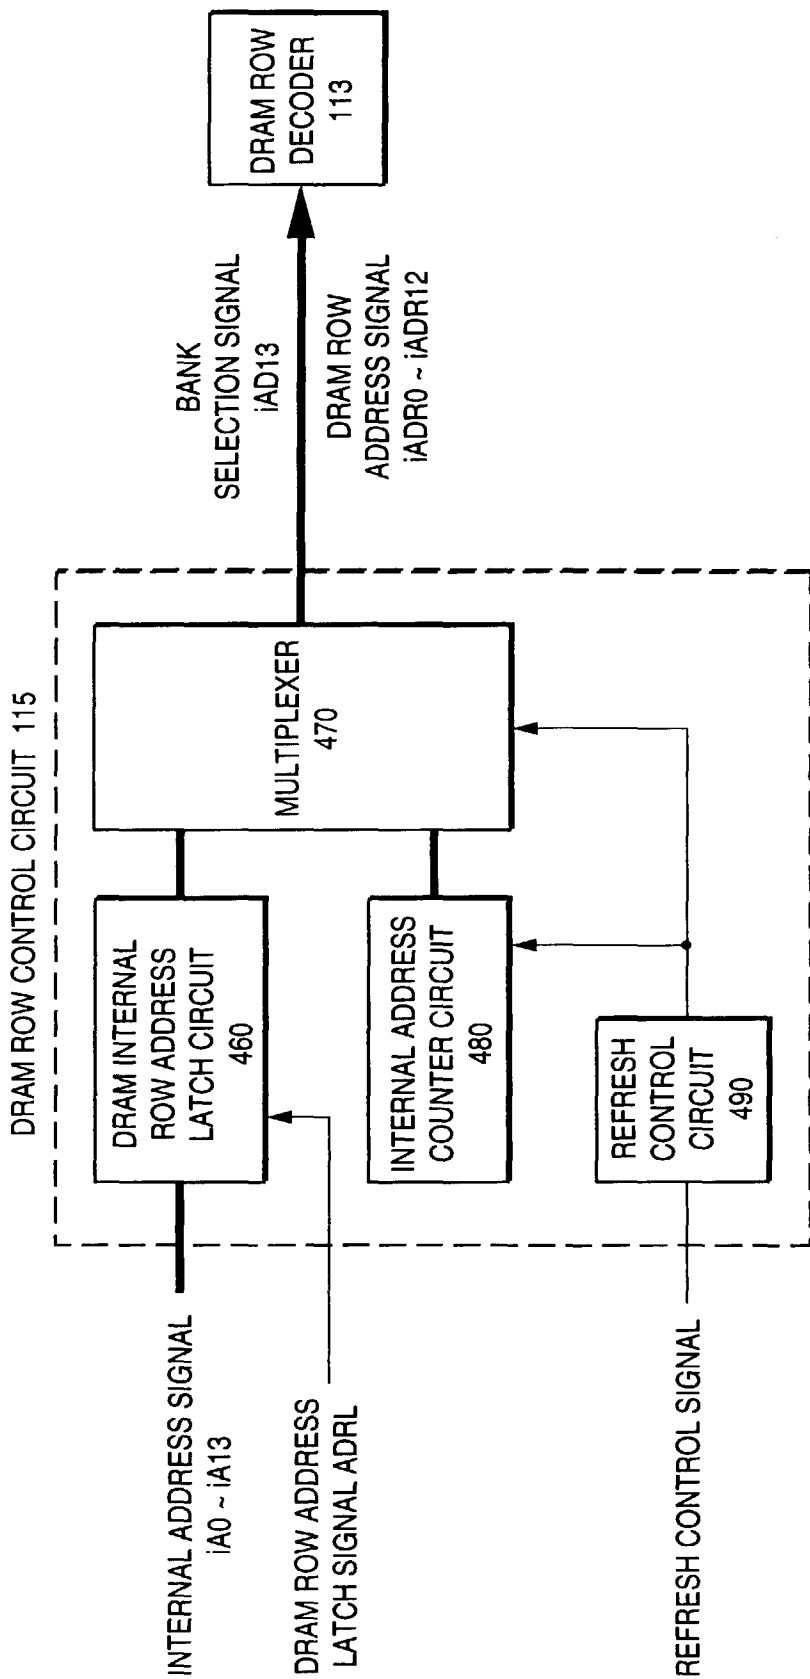 DRAM ROW CONTROL CIRCUIT 115
INTERNAL ADDRESS SIGNAL
iA0 ~ iA13
DRAM ROW ADDRESS
LATCH SIGNAL ADRL
REFRESH CONTROL SIGNAL
DRAM INTERNAL
ROW ADDRESS
LATCH CIRCUIT
460
INTERNAL ADDRESS
COUNTER CIRCUIT
480
REFRESH
CONTROL
CIRCUIT
490
MULTIPLEXER
470
BANK
SELECTION SIGNAL
iAD13
DRAM ROW
ADDRESS SIGNAL
iADR0 ~ iADR12
DRAM ROW
DECODER
113